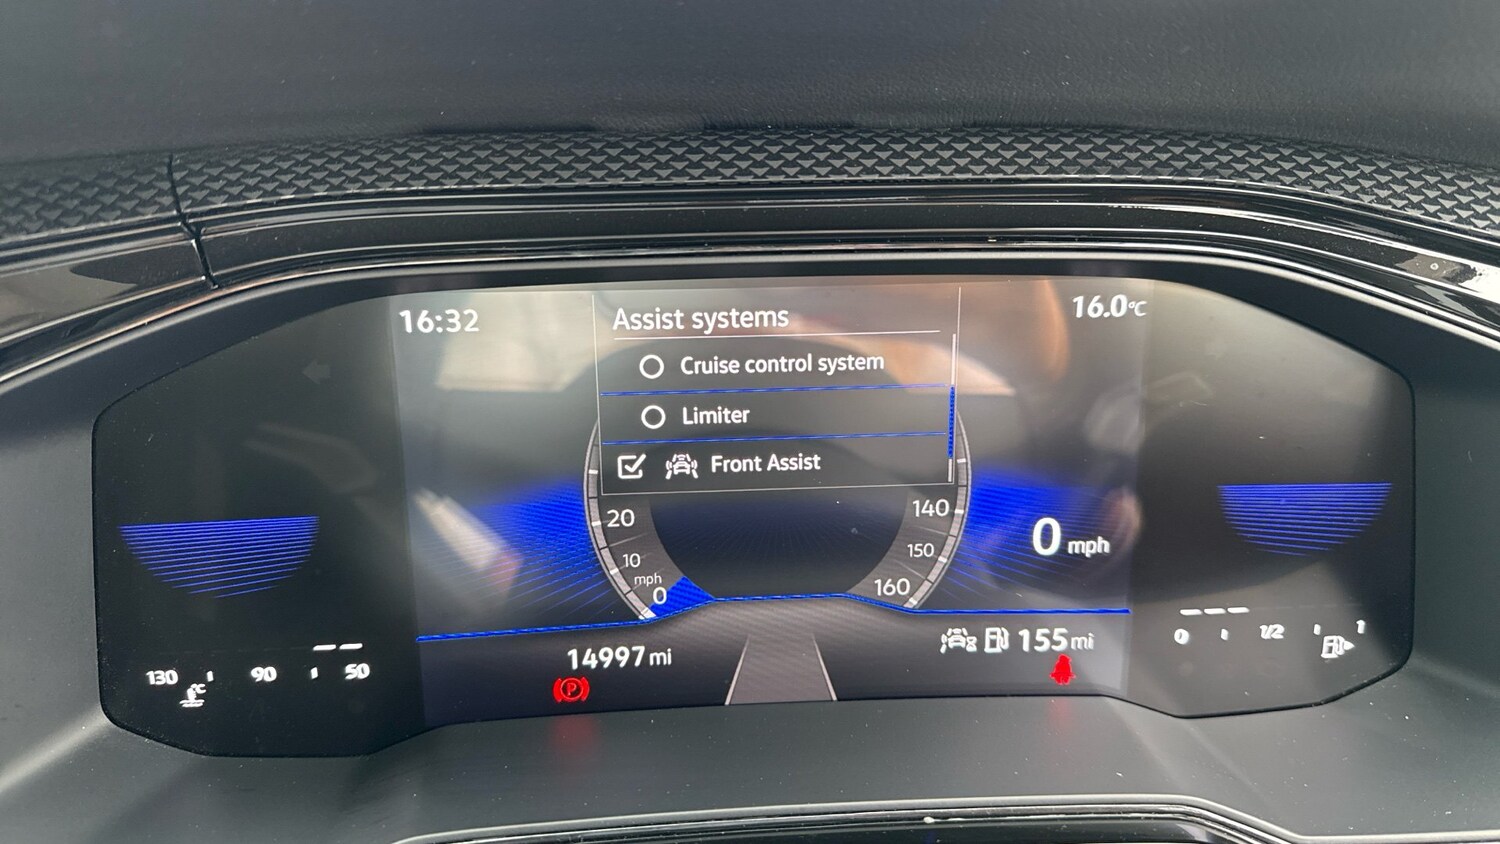 16:32
Assist systems
16.0°C
Cruise control system
Limiter
Front Assist
20
10
mph
0
140
150
160
0 mph
14997 mi
155 mi
130
90
50
°C
0
1/2
1
P